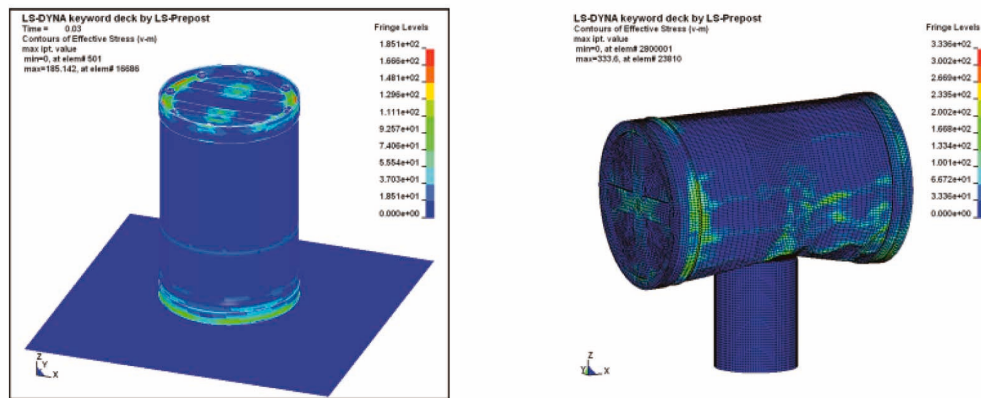 LS-DYNA keyword deck by LS-Prepost
Time = 0.03
Contours of Effective Stress (v-m)
max ipt. value
min=0, at elem# 501
max=185.142, at elem# 16686
Fringe Levels
1.851e+02
1.666e+02
1.481e+02
1.296e+02
1.111e+02
9.257e+01
7.406e+01
5.554e+01
3.703e+01
1.851e+01
0.000e+00
Z
Y
X
LS-DYNA keyword deck by LS-Prepost
Contours of Effective Stress (v-m)
max ipt. value
min=0, at elem# 2800001
max=333.6, at elem# 23810
Fringe Levels
3.336e+02
3.002e+02
2.669e+02
2.335e+02
2.002e+02
1.668e+02
1.334e+02
1.001e+02
6.672e+01
3.336e+01
0.000e+00
Z
Y X